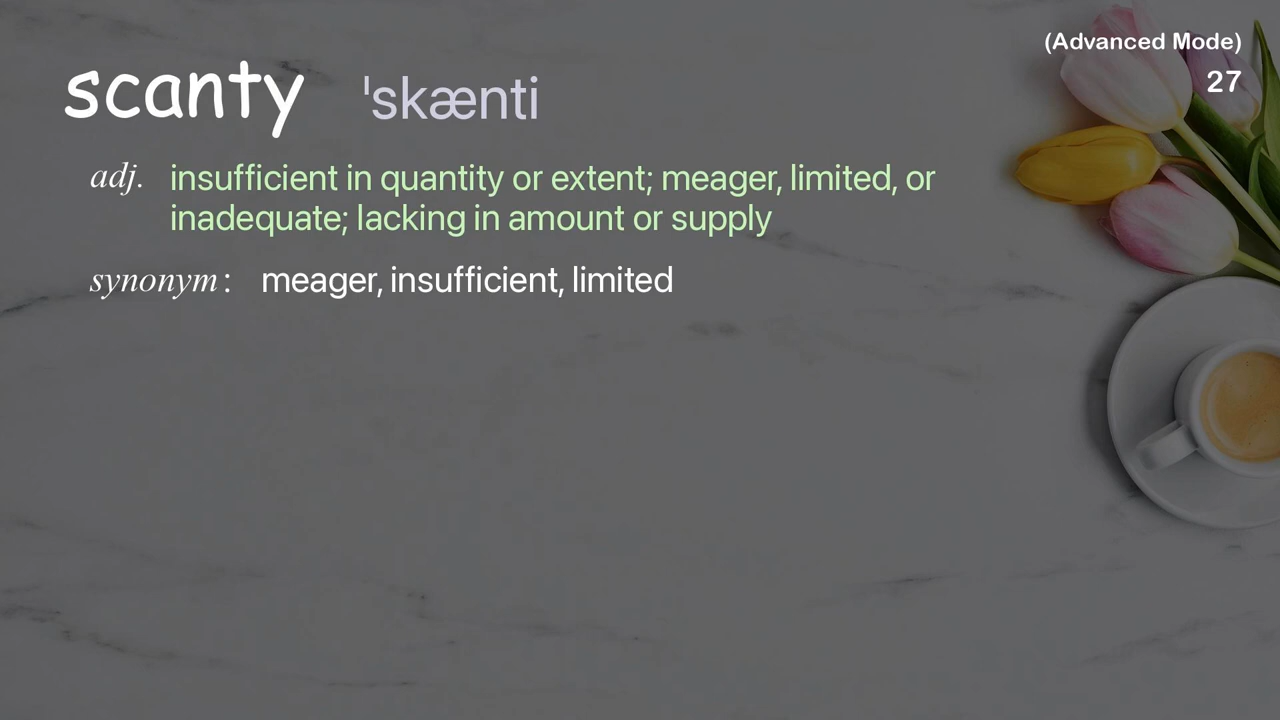 (Advanced Mode)
27
scanty ˈskænti
adj. insufficient in quantity or extent; meager, limited, or
inadequate; lacking in amount or supply
synonym: meager, insufficient, limited